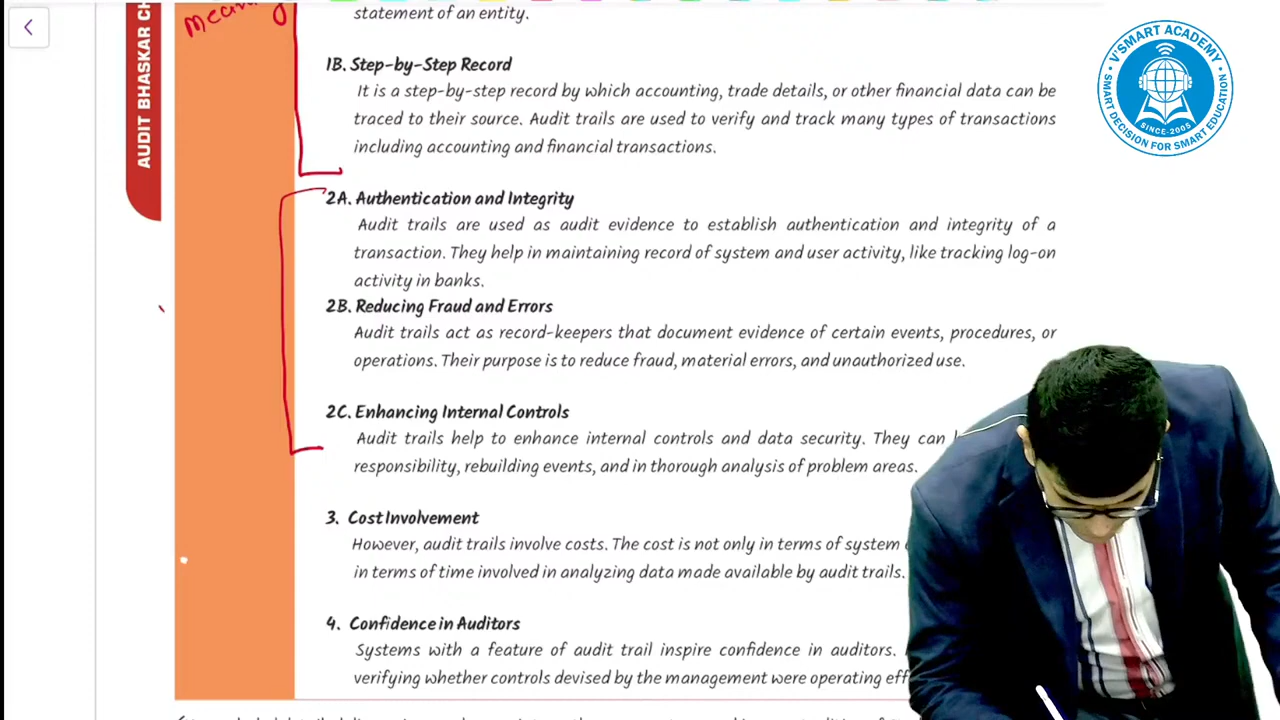 Meaning
statement of an entity.
1B. Step-by-Step Record
It is a step-by-step record by which accounting, trade details, or other financial data can be
traced to their source. Audit trails are used to verify and track many types of transactions
including accounting and financial transactions.
2A. Authentication and Integrity
Audit trails are used as audit evidence to establish authentication and integrity of a
transaction. They help in maintaining record of system and user activity, like tracking log-on
activity in banks.
2B. Reducing Fraud and Errors
Audit trails act as record-keepers that document evidence of certain events, procedures, or
operations. Their purpose is to reduce fraud, material errors, and unauthorized use.
2C. Enhancing Internal Controls
Audit trails help to enhance internal controls and data security. They can
responsibility, rebuilding events, and in thorough analysis of problem areas.
3. Cost Involvement
However, audit trails involve costs. The cost is not only in terms of system
in terms of time involved in analyzing data made available by audit trails.
4. Confidence in Auditors
Systems with a feature of audit trail inspire confidence in auditors.
verifying whether controls devised by the management were operating
AUDIT BHASKAR
V'SMART ACADEMY
SMART DECISION FOR SMART EDUCATION
SINCE-2005